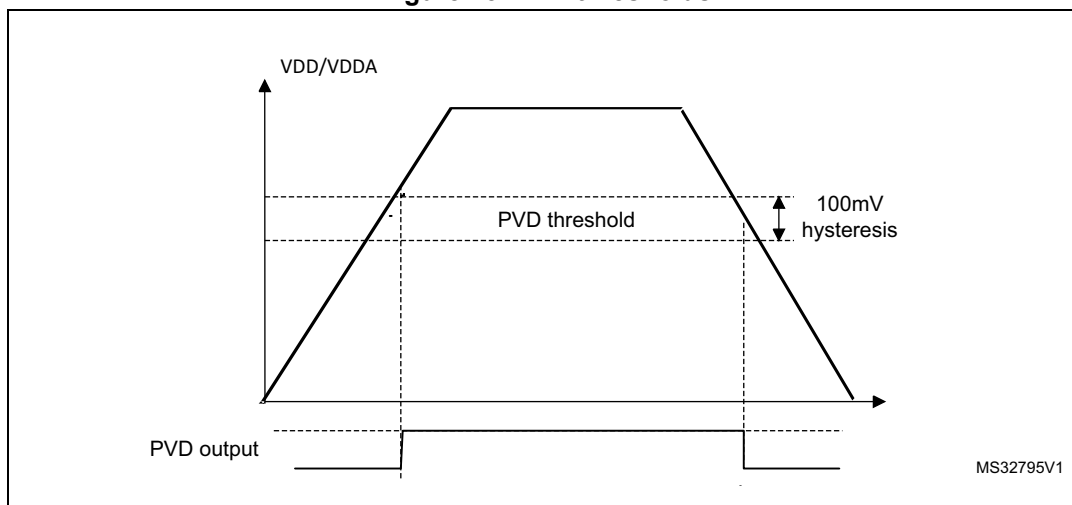 VDD/VDDA
PVD threshold
100mV
hysteresis
PVD output
MS32795V1